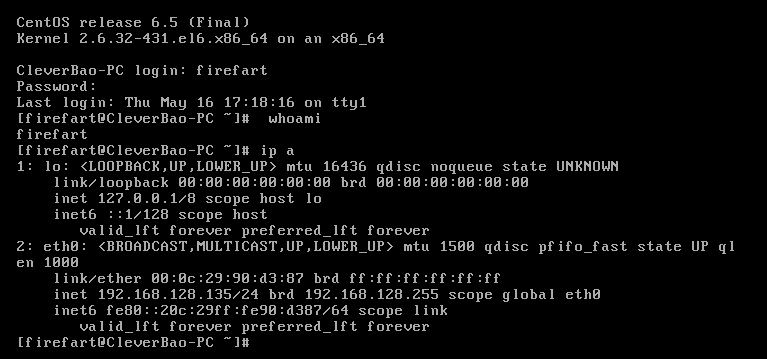 CentOS release 6.5 (Final)
Kernel 2.6.32-431.el6.x86_64 on an x86_64

CleverBao-PC login: firefart
Password:
Last login: Thu May 16 17:18:16 on tty1
[firefart@CleverBao-PC ~]#  whoami
firefart
[firefart@CleverBao-PC ~]# ip a
1: lo: <LOOPBACK,UP,LOWER_UP> mtu 16436 qdisc noqueue state UNKNOWN
    link/loopback 00:00:00:00:00:00 brd 00:00:00:00:00:00
    inet 127.0.0.1/8 scope host lo
    inet6 ::1/128 scope host
       valid_lft forever preferred_lft forever
2: eth0: <BROADCAST,MULTICAST,UP,LOWER_UP> mtu 1500 qdisc pfifo_fast state UP ql
en 1000
    link/ether 00:0c:29:90:d3:87 brd ff:ff:ff:ff:ff:ff
    inet 192.168.128.135/24 brd 192.168.128.255 scope global eth0
    inet6 fe80::20c:29ff:fe90:d387/64 scope link
       valid_lft forever preferred_lft forever
[firefart@CleverBao-PC ~]#